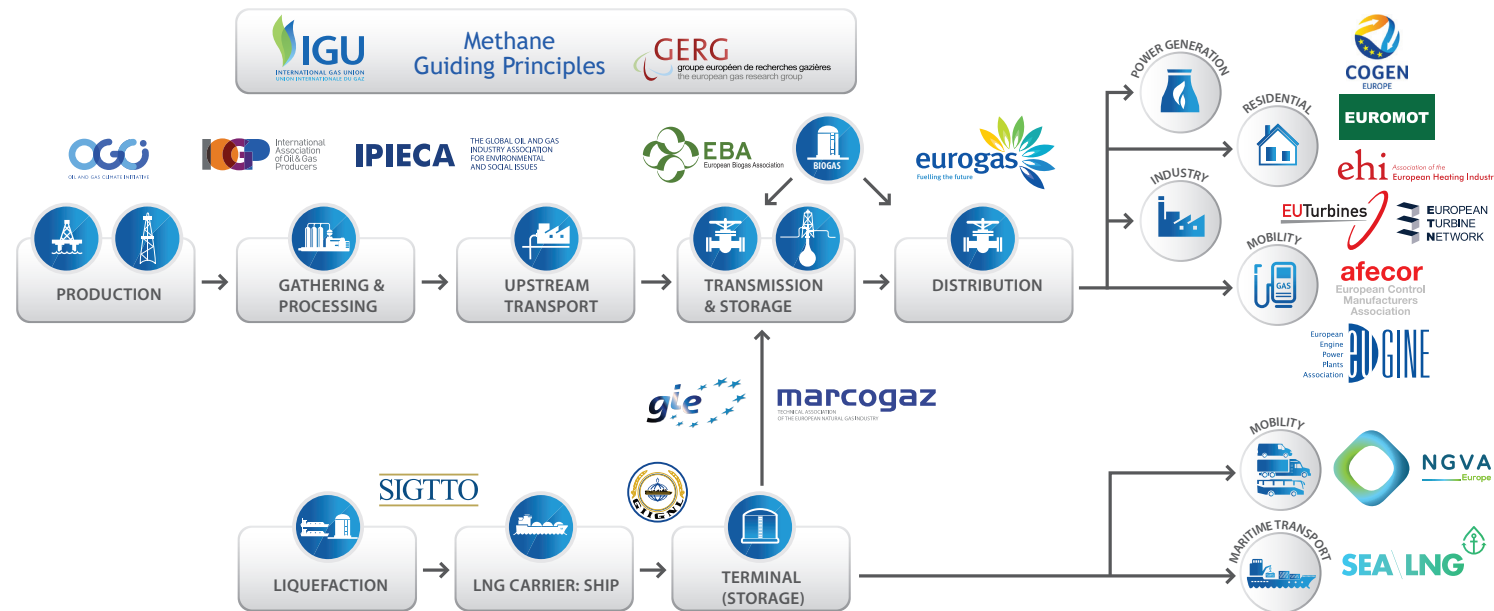 IGU
INTERNATIONAL GAS UNION
UNION INTERNATIONALE DU GAZ
Methane
Guiding Principles
GERG
groupe européen de recherches gazières
the european gas research group
POWER GENERATION
COGEN
EUROPE
RESIDENTIAL
EUROMOT
OGCI
OIL AND GAS CLIMATE INITIATIVE
IOGP
International
Association
of Oil & Gas
Producers
IPIECA
THE GLOBAL OIL AND GAS
INDUSTRY ASSOCIATION
FOR ENVIRONMENTAL
AND SOCIAL ISSUES
EBA
European Biogas Association
BIOGAS
eurogas
Fuelling the future
ehi
Association of the
European Heating Industr
INDUSTRY
EUTurbines
EUROPEAN
TURBINE
NETWORK
PRODUCTION
GATHERING &
PROCESSING
UPSTREAM
TRANSPORT
TRANSMISSION
& STORAGE
DISTRIBUTION
MOBILITY
GAS
afecor
European Control
Manufacturers
Association
European
Engine
Power
Plants
Association
EUGINE
gie
marcogaz
TECHNICAL ASSOCIATION
OF THE EUROPEAN NATURAL GAS INDUSTRY
MOBILITY
NGVA
Europe
SIGTTO
GIIGNL
LIQUEFACTION
LNG CARRIER: SHIP
TERMINAL
(STORAGE)
MARITIME TRANSPORT
SEA\LNG